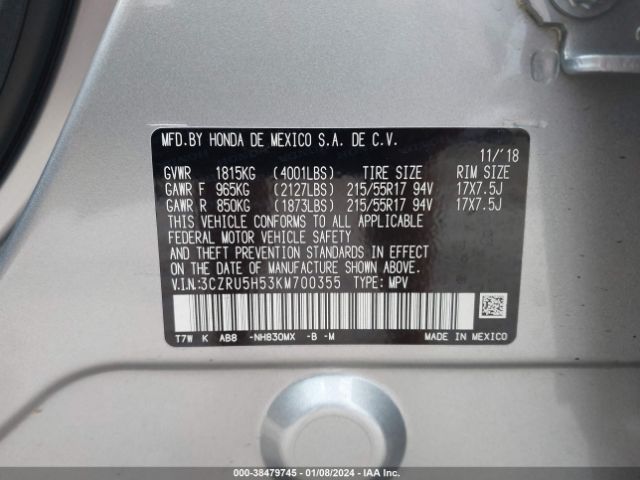 MFD.BY HONDA DE MEXICO S.A. DE C.V.
11/'18
GVWR 1815KG (4001LBS) TIRE SIZE RIM SIZE
GAWR F 965KG (2127LBS) 215/55R17 94V 17X7.5J
GAWR R 850KG (1873LBS) 215/55R17 94V 17X7.5J
THIS VEHICLE CONFORMS TO ALL APPLICABLE
FEDERAL MOTOR VEHICLE SAFETY
AND THEFT PREVENTION STANDARDS IN EFFECT ON
THE DATE OF MANUFACTURE SHOWN ABOVE.
V.I.N.:3CZRU5H53KM700355 TYPE: MPV
T7W K AB8 -NH830MX -B -M MADE IN MEXICO
000-38479745 - 01/08/2024 - IAA Inc.